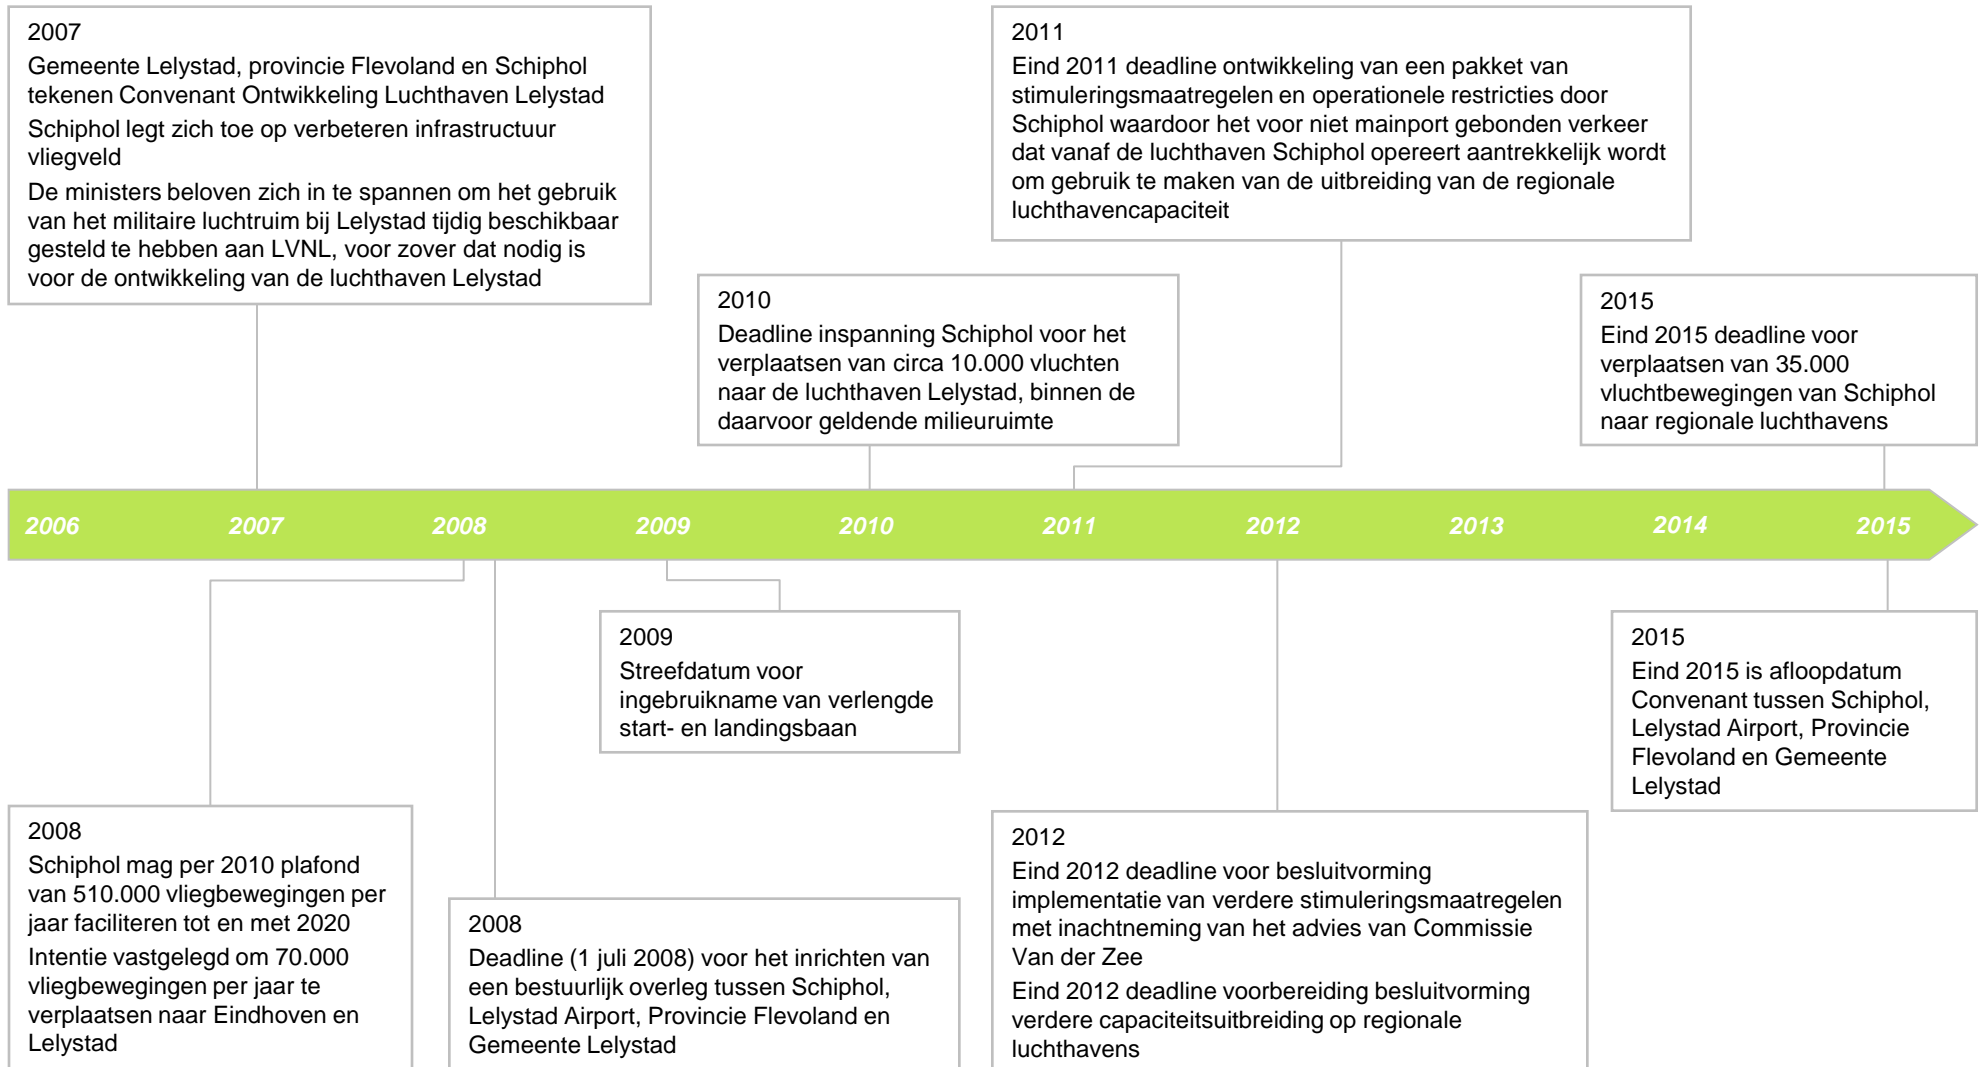 2007
Gemeente Lelystad, provincie Flevoland en Schiphol
tekenen Convenant Ontwikkeling Luchthaven Lelystad
Schiphol legt zich toe op verbeteren infrastructuur
vliegveld
De ministers beloven zich in te spannen om het gebruik
van het militaire luchtruim bij Lelystad tijdig beschikbaar
gesteld te hebben aan LVNL, voor zover dat nodig is
voor de ontwikkeling van de luchthaven Lelystad
2010
Deadline inspanning Schiphol voor het
verplaatsen van circa 10.000 vluchten
naar de luchthaven Lelystad, binnen de
daarvoor geldende milieuruimte
2011
Eind 2011 deadline ontwikkeling van een pakket van
stimuleringsmaatregelen en operationele restricties door
Schiphol waardoor het voor niet mainport gebonden verkeer
dat vanaf de luchthaven Schiphol opereert aantrekkelijk wordt
om gebruik te maken van de uitbreiding van de regionale
luchthavencapaciteit
2015
Eind 2015 deadline voor
verplaatsen van 35.000
vluchtbewegingen van Schiphol
naar regionale luchthavens
2006 2007 2008 2009 2010 2011 2012 2013 2014 2015
2008
Schiphol mag per 2010 plafond
van 510.000 vliegbewegingen per
jaar faciliteren tot en met 2020
Intentie vastgelegd om 70.000
vliegbewegingen per jaar te
verplaatsen naar Eindhoven en
Lelystad
2008
Deadline (1 juli 2008) voor het inrichten van
een bestuurlijk overleg tussen Schiphol,
Lelystad Airport, Provincie Flevoland en
Gemeente Lelystad
2009
Streefdatum voor
ingebruikname van verlengde
start- en landingsbaan
2012
Eind 2012 deadline voor besluitvorming
implementatie van verdere stimuleringsmaatregelen
met inachtneming van het advies van Commissie
Van der Zee
Eind 2012 deadline voorbereiding besluitvorming
verdere capaciteitsuitbreiding op regionale
luchthavens
2015
Eind 2015 is afloopdatum
Convenant tussen Schiphol,
Lelystad Airport, Provincie
Flevoland en Gemeente
Lelystad